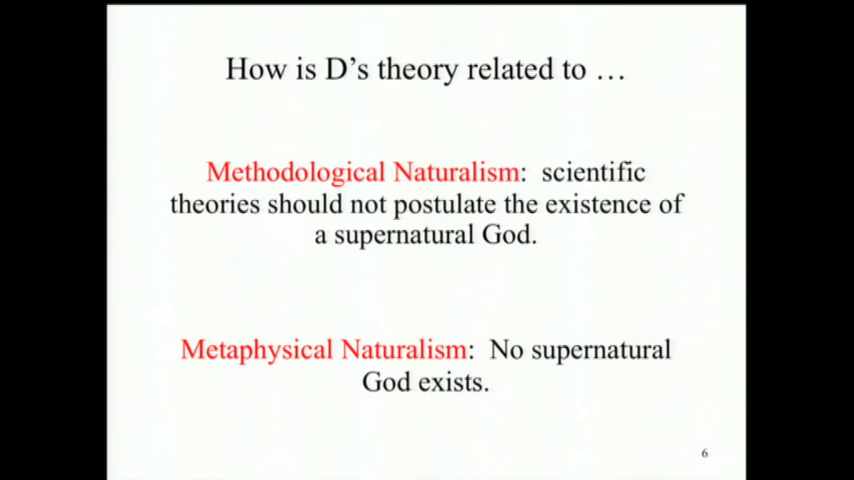 How is D's theory related to …
Methodological Naturalism: scientific
theories should not postulate the existence of
a supernatural God.
Metaphysical Naturalism: No supernatural
God exists.
6